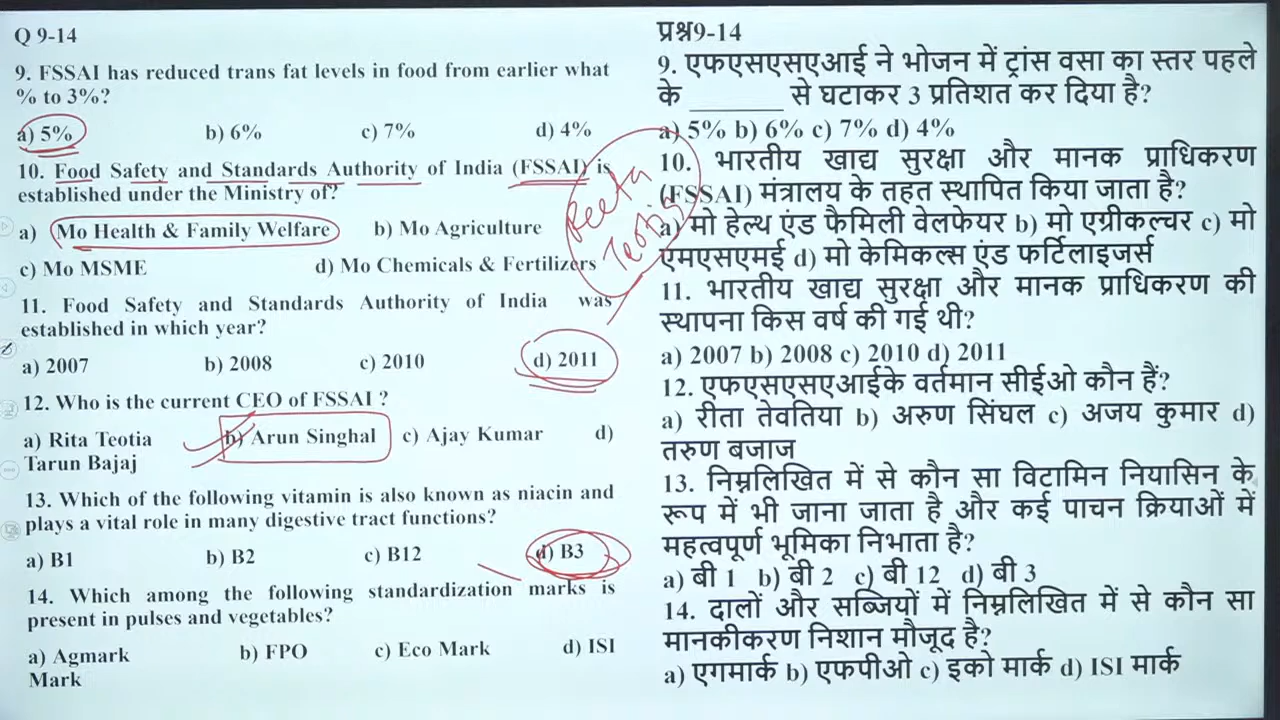 Q 9-14
9. FSSAI has reduced trans fat levels in food from earlier what
% to 3%?
a) 5% b) 6% c) 7% d) 4%
10. Food Safety and Standards Authority of India (FSSAI) is
established under the Ministry of?
a) Mo Health & Family Welfare b) Mo Agriculture
c) Mo MSME d) Mo Chemicals & Fertilizers
11. Food Safety and Standards Authority of India was
established in which year?
a) 2007 b) 2008 c) 2010 d) 2011
12. Who is the current CEO of FSSAI ?
a) Rita Teotia b) Arun Singhal c) Ajay Kumar d)
Tarun Bajaj
13. Which of the following vitamin is also known as niacin and
plays a vital role in many digestive tract functions?
a) B1 b) B2 c) B12 d) B3
14. Which among the following standardization marks is
present in pulses and vegetables?
a) Agmark b) FPO c) Eco Mark d) ISI
Mark
Reeta
Teotia
प्रश्न9-14
9. एफएसएसएआई ने भोजन में ट्रांस वसा का स्तर पहले
के ________ से घटाकर 3 प्रतिशत कर दिया है?
a) 5% b) 6% c) 7% d) 4%
10. भारतीय खाद्य सुरक्षा और मानक प्राधिकरण
(FSSAI) मंत्रालय के तहत स्थापित किया जाता है?
a) मो हेल्थ एंड फैमिली वेलफेयर b) मो एग्रीकल्चर c) मो
एमएसएमई d) मो केमिकल्स एंड फर्टिलाइजर्स
11. भारतीय खाद्य सुरक्षा और मानक प्राधिकरण की
स्थापना किस वर्ष की गई थी?
a) 2007 b) 2008 c) 2010 d) 2011
12. एफएसएसएआईके वर्तमान सीईओ कौन हैं?
a) रीता तेवतिया b) अरुण सिंघल c) अजय कुमार d)
तरुण बजाज
13. निम्नलिखित में से कौन सा विटामिन नियासिन के
रूप में भी जाना जाता है और कई पाचन क्रियाओं में
महत्वपूर्ण भूमिका निभाता है?
a) बी 1 b) बी 2 c) बी 12 d) बी 3
14. दालों और सब्जियों में निम्नलिखित में से कौन सा
मानकीकरण निशान मौजूद है?
a) एगमार्क b) एफपीओ c) इको मार्क d) ISI मार्क